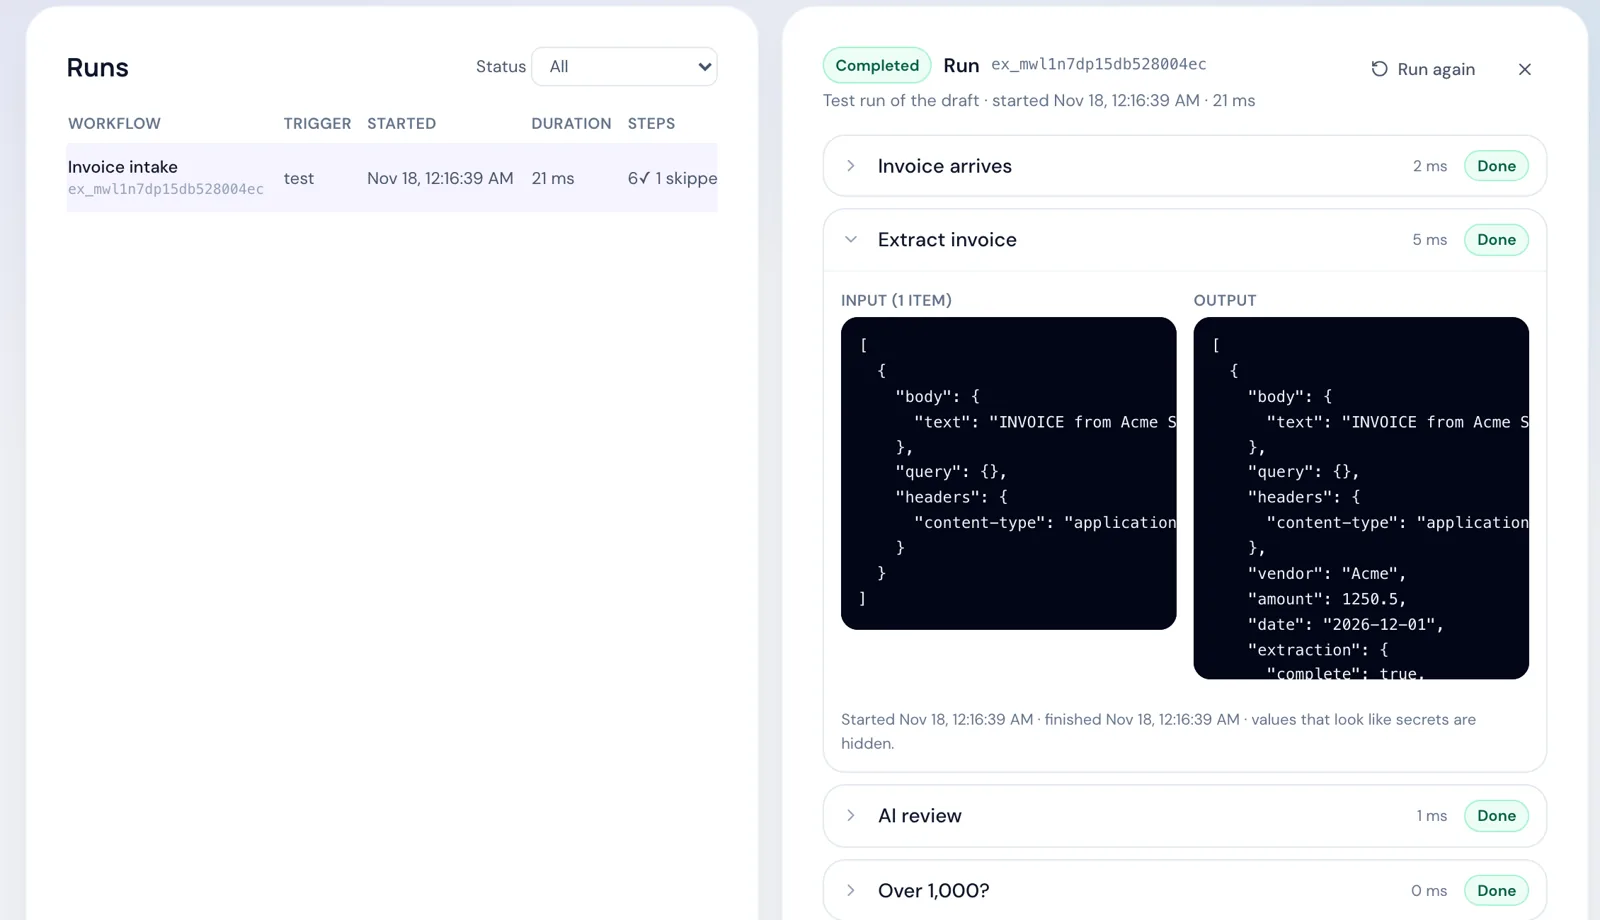 Runs
Status All
WORKFLOW TRIGGER STARTED DURATION STEPS
Invoice intake
ex_mwl1n7dp15db528004ec
test Nov 18, 12:16:39 AM 21 ms 6✓ 1 skippe
Completed Run ex_mwl1n7dp15db528004ec
Run again
Test run of the draft · started Nov 18, 12:16:39 AM · 21 ms
Invoice arrives 2 ms Done
Extract invoice 5 ms Done
INPUT (1 ITEM)
[
{
"body": {
"text": "INVOICE from Acme S
},
"query": {},
"headers": {
"content-type": "application
}
}
]
OUTPUT
[
{
"body": {
"text": "INVOICE from Acme S
},
"query": {},
"headers": {
"content-type": "application
},
"vendor": "Acme",
"amount": 1250.5,
"date": "2026-12-01",
"extraction": {
"complete": true,
Started Nov 18, 12:16:39 AM · finished Nov 18, 12:16:39 AM · values that look like secrets are
hidden.
AI review 1 ms Done
Over 1,000? 0 ms Done